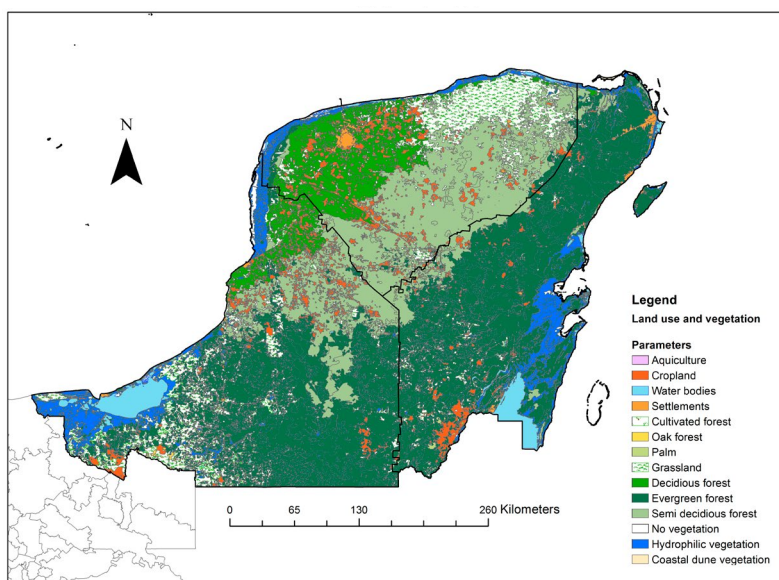 N
Legend
Land use and vegetation
Parameters
Aquiculture
Cropland
Water bodies
Settlements
Cultivated forest
Oak forest
Palm
Grassland
Decidious forest
Evergreen forest
Semi decidious forest
No vegetation
Hydrophilic vegetation
Coastal dune vegetation
0 65 130 260 Kilometers